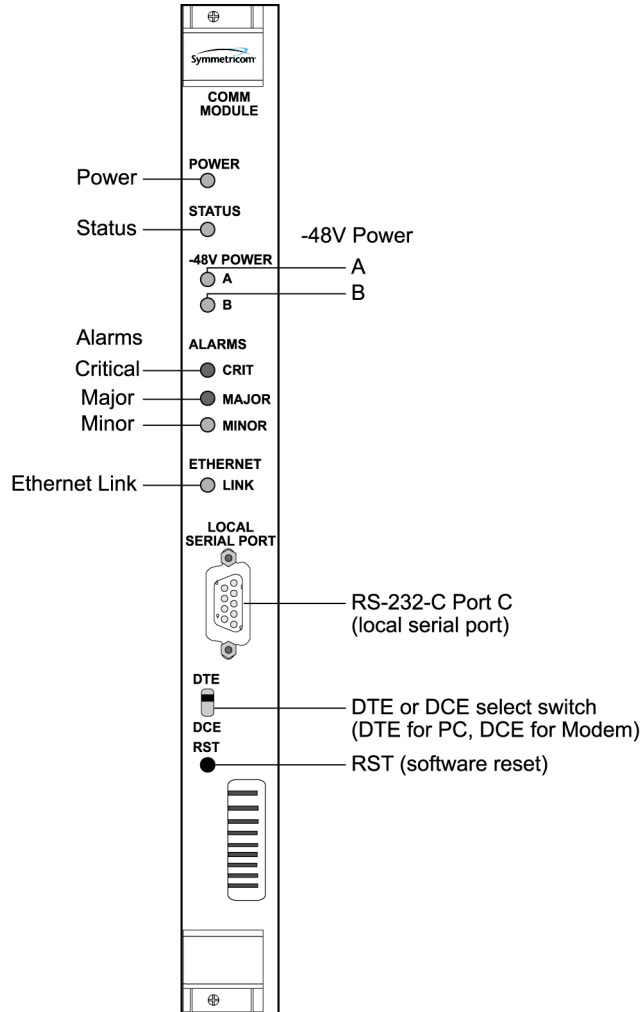 Symmetricom
COMM
MODULE
POWER
Power
STATUS
Status
-48V Power
-48V POWER
A
A
B
B
Alarms
ALARMS
Critical
CRIT
Major
MAJOR
Minor
MINOR
ETHERNET
Ethernet Link
LINK
LOCAL
SERIAL PORT
RS-232-C Port C
(local serial port)
DTE
DTE or DCE select switch
(DTE for PC, DCE for Modem)
DCE
RST
RST (software reset)